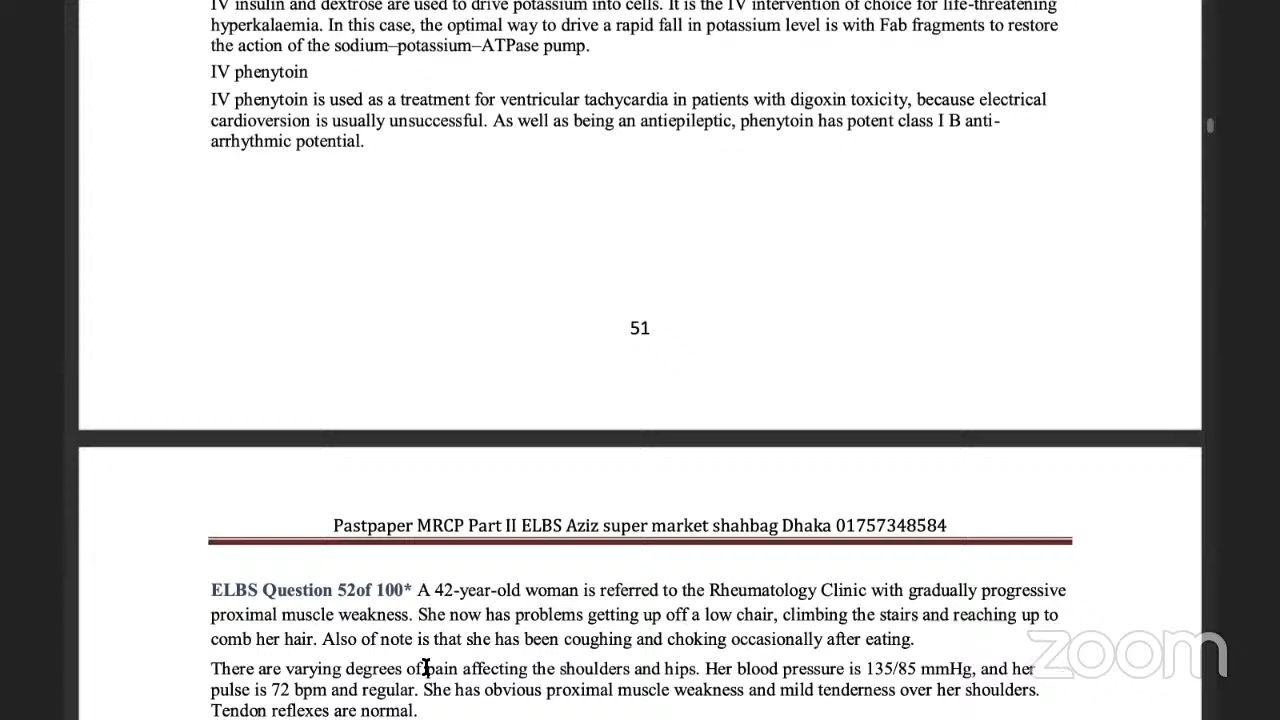 IV insulin and dextrose are used to drive potassium into cells. It is the IV intervention of choice for life-threatening
hyperkalaemia. In this case, the optimal way to drive a rapid fall in potassium level is with Fab fragments to restore
the action of the sodium–potassium–ATPase pump.
IV phenytoin
IV phenytoin is used as a treatment for ventricular tachycardia in patients with digoxin toxicity, because electrical
cardioversion is usually unsuccessful. As well as being an antiepileptic, phenytoin has potent class I B anti-
arrhythmic potential.
51
Pastpaper MRCP Part II ELBS Aziz super market shahbag Dhaka 01757348584
ELBS Question 52of 100* A 42-year-old woman is referred to the Rheumatology Clinic with gradually progressive
proximal muscle weakness. She now has problems getting up off a low chair, climbing the stairs and reaching up to
comb her hair. Also of note is that she has been coughing and choking occasionally after eating.
There are varying degrees of pain affecting the shoulders and hips. Her blood pressure is 135/85 mmHg, and her
pulse is 72 bpm and regular. She has obvious proximal muscle weakness and mild tenderness over her shoulders.
Tendon reflexes are normal.
zoom